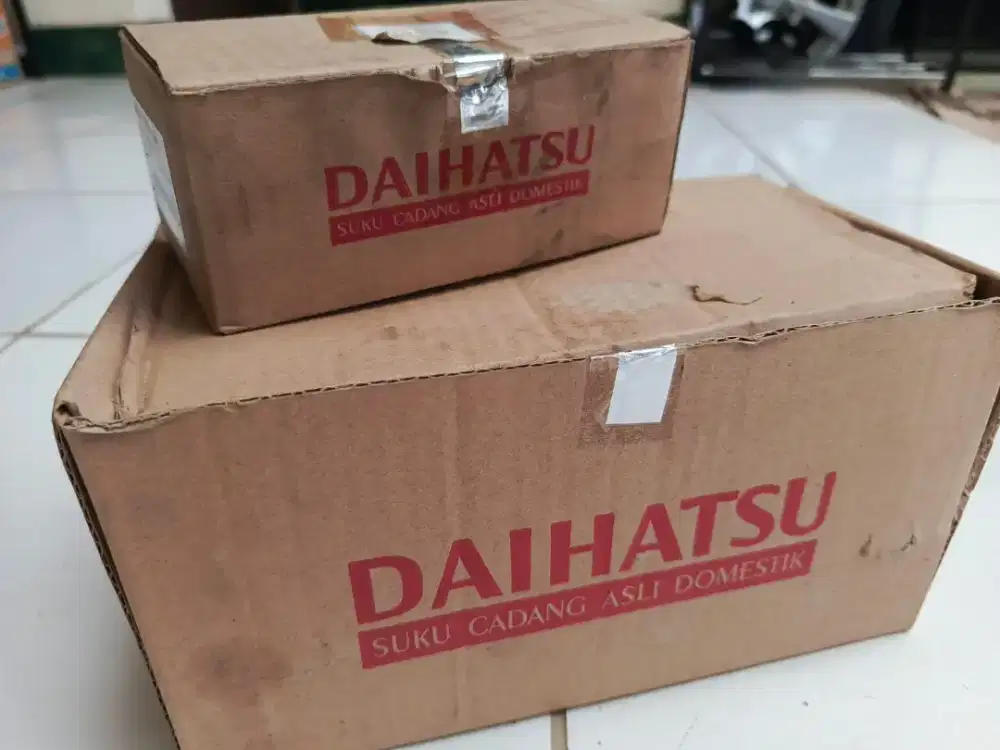 DAIHATSU
SUKU CADANG ASLI DOMESTIK
DAIHATSU
SUKU CADANG ASLI DOMESTIK